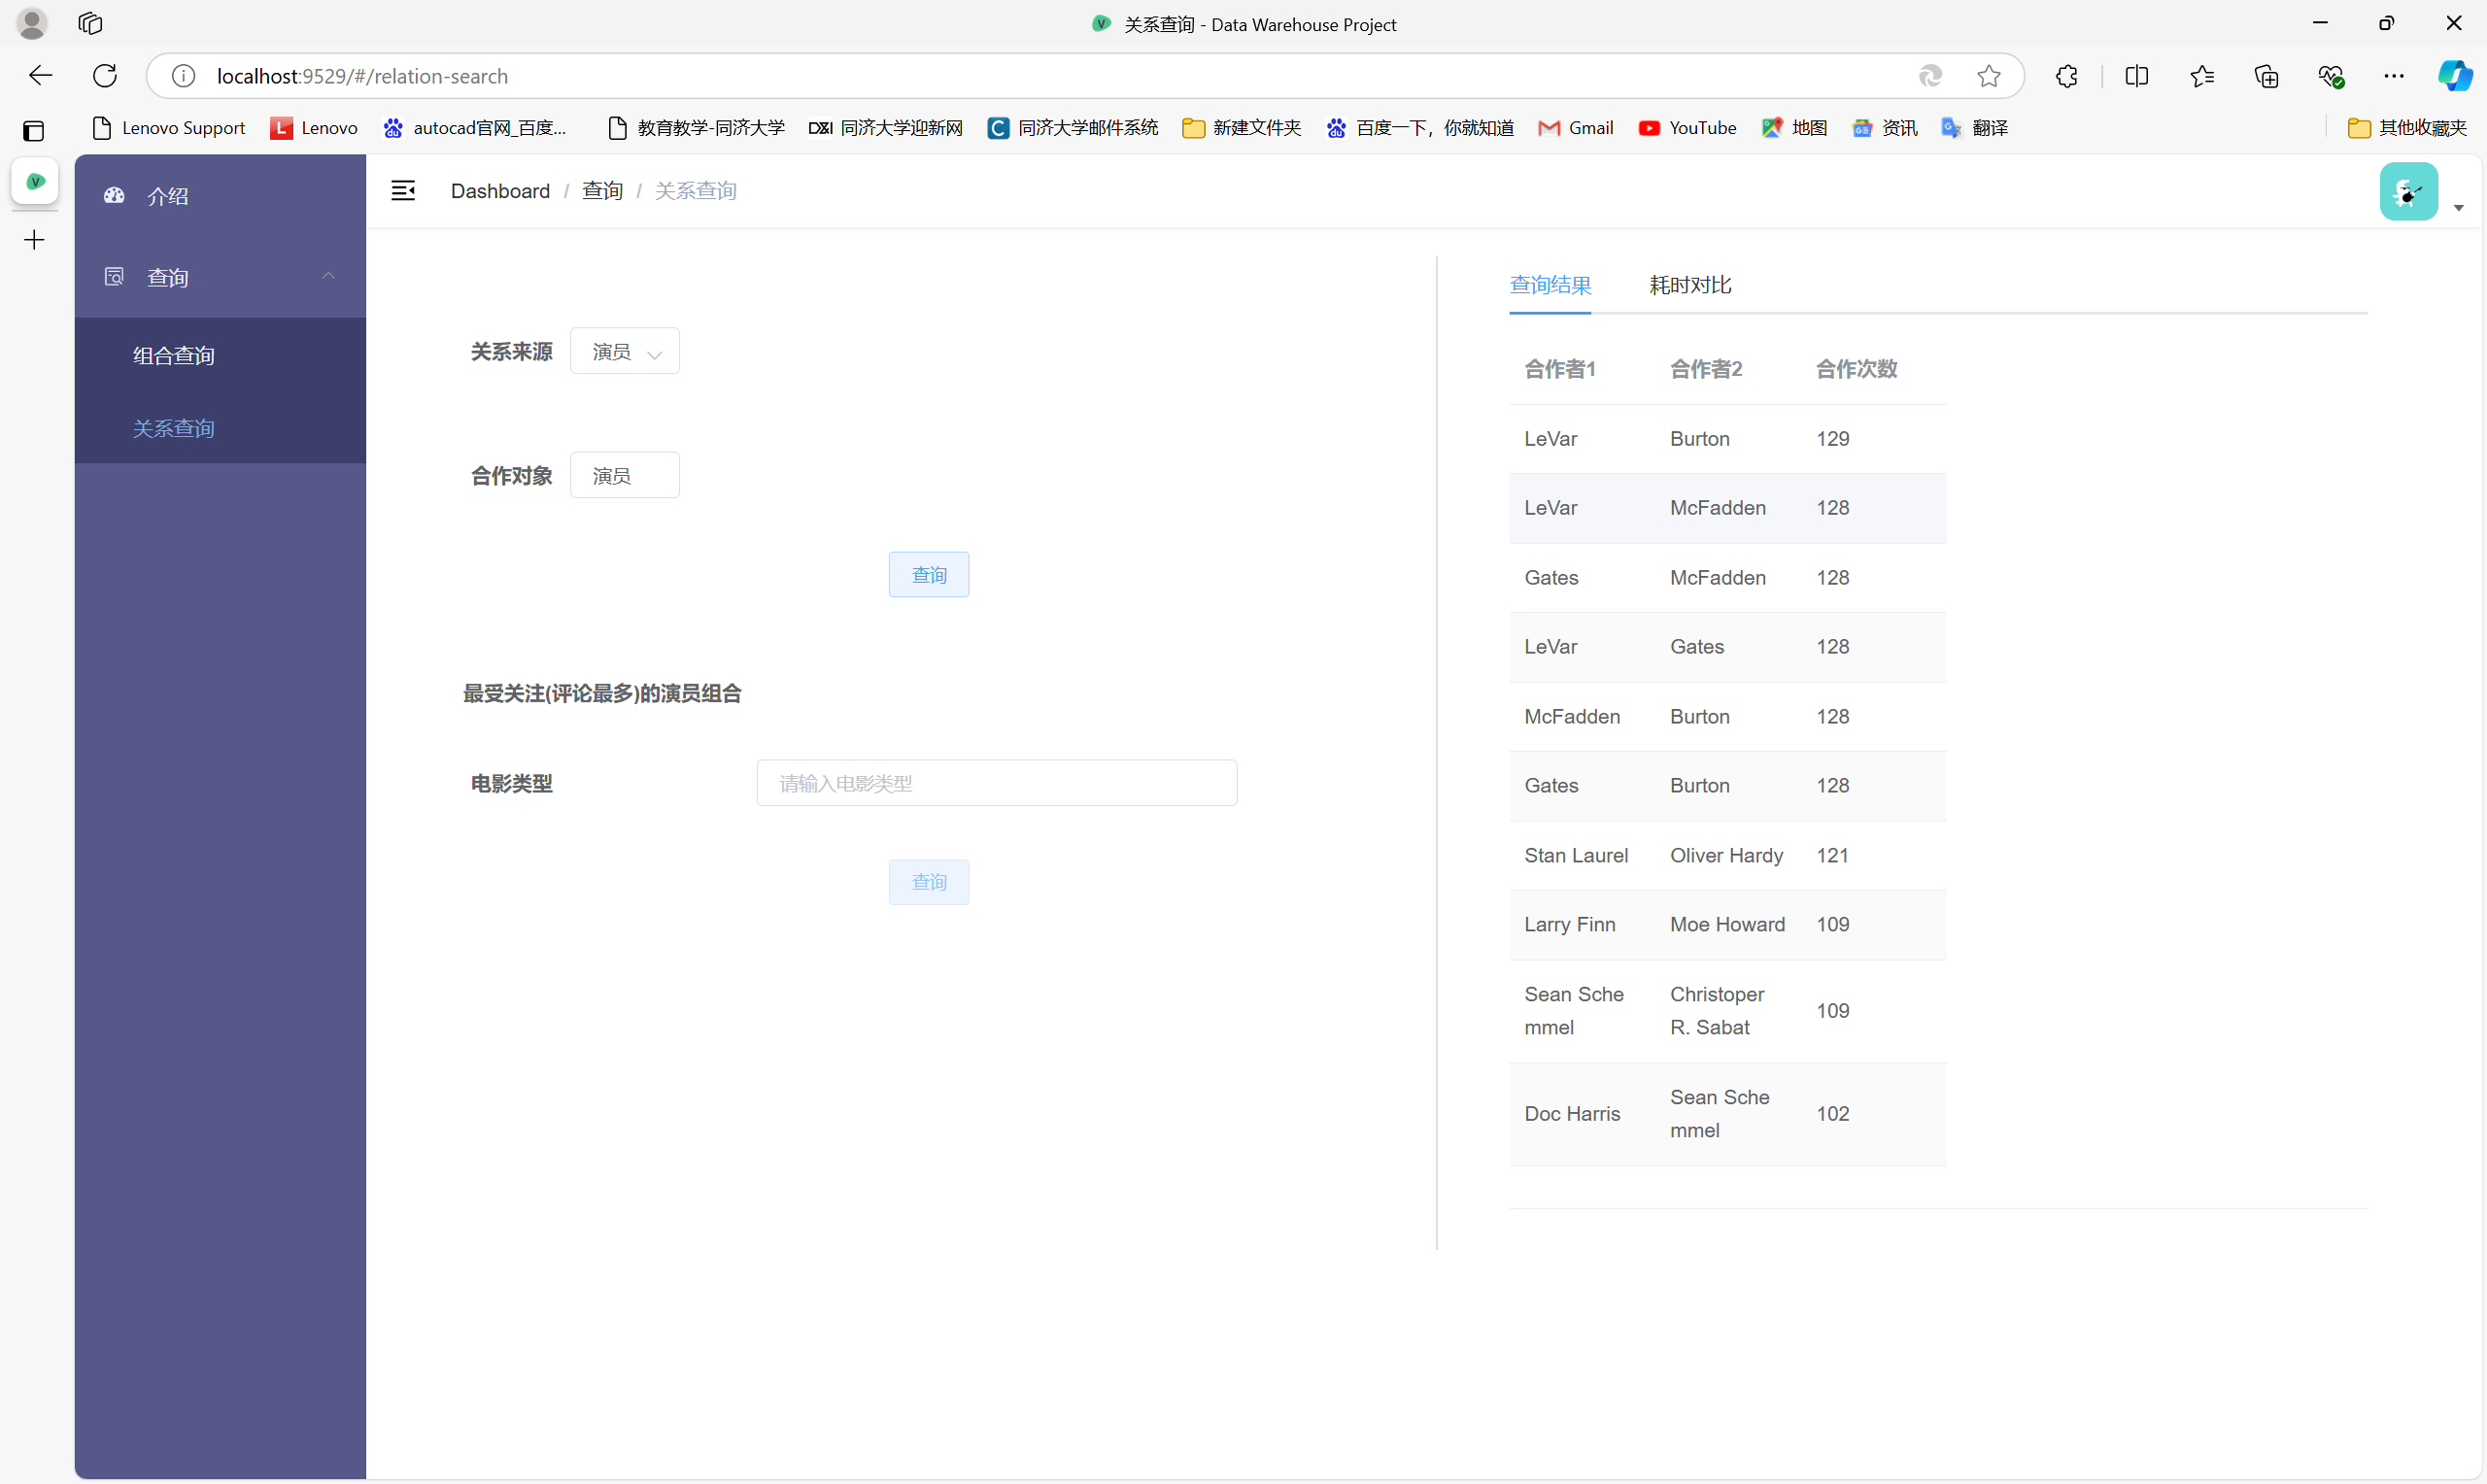 关系查询 - Data Warehouse Project
localhost:9529/#/relation-search
Lenovo Support
L Lenovo
autocad官网_百度...
教育教学-同济大学
DXI 同济大学迎新网
C 同济大学邮件系统
新建文件夹
百度一下，你就知道
Gmail
YouTube
地图
资讯
翻译
其他收藏夹
介绍
查询
组合查询
关系查询
Dashboard / 查询 / 关系查询
关系来源 演员
合作对象 演员
查询
最受关注(评论最多)的演员组合
电影类型 请输入电影类型
查询
查询结果 耗时对比
合作者1 合作者2 合作次数
LeVar Burton 129
LeVar McFadden 128
Gates McFadden 128
LeVar Gates 128
McFadden Burton 128
Gates Burton 128
Stan Laurel Oliver Hardy 121
Larry Finn Moe Howard 109
Sean Sche Christoper
mmel R. Sabat 109
Doc Harris Sean Sche 102
mmel